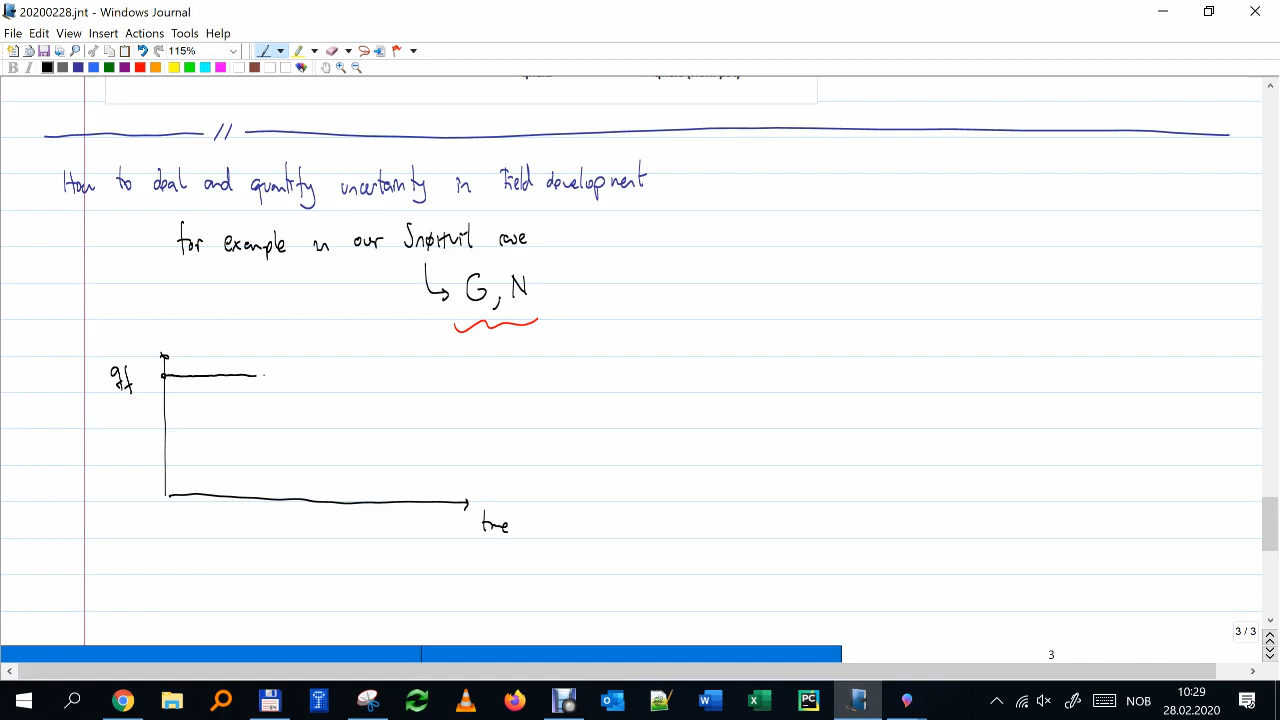 20200228.jnt - Windows Journal
File Edit View Insert Actions Tools Help
115%
B I
//
How to deal and quantify uncertainty in Field development
for example in our Snøhvit case
G, N
qf
time
3 / 3
3
NOB
10:29
28.02.2020